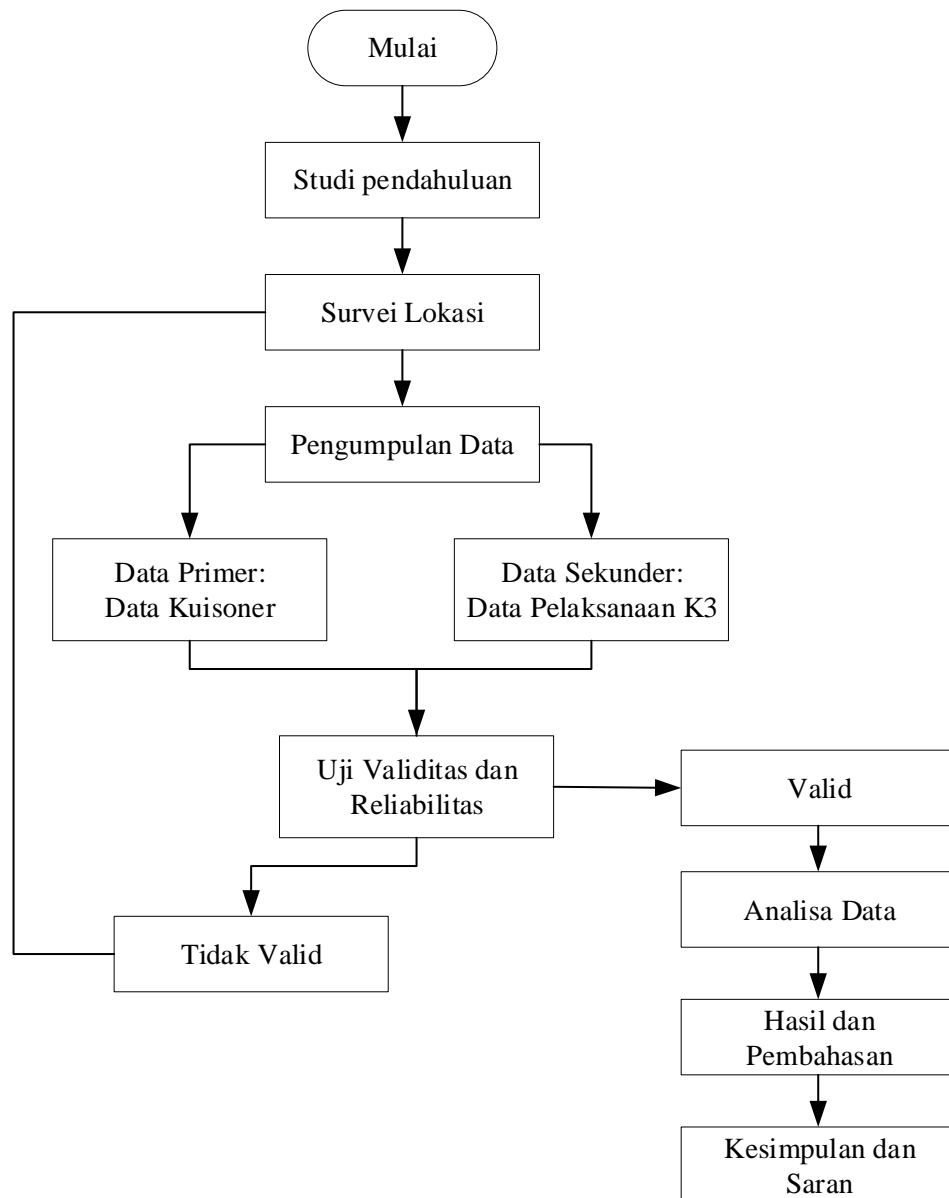 Mulai
Studi pendahuluan
Survei Lokasi
Pengumpulan Data
Data Primer:
Data Kuisoner
Data Sekunder:
Data Pelaksanaan K3
Uji Validitas dan
Reliabilitas
Valid
Tidak Valid
Analisa Data
Hasil dan
Pembahasan
Kesimpulan dan
Saran